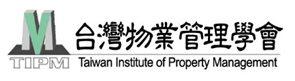 TIPM
台灣物業管理學會
Taiwan Institute of Property Management